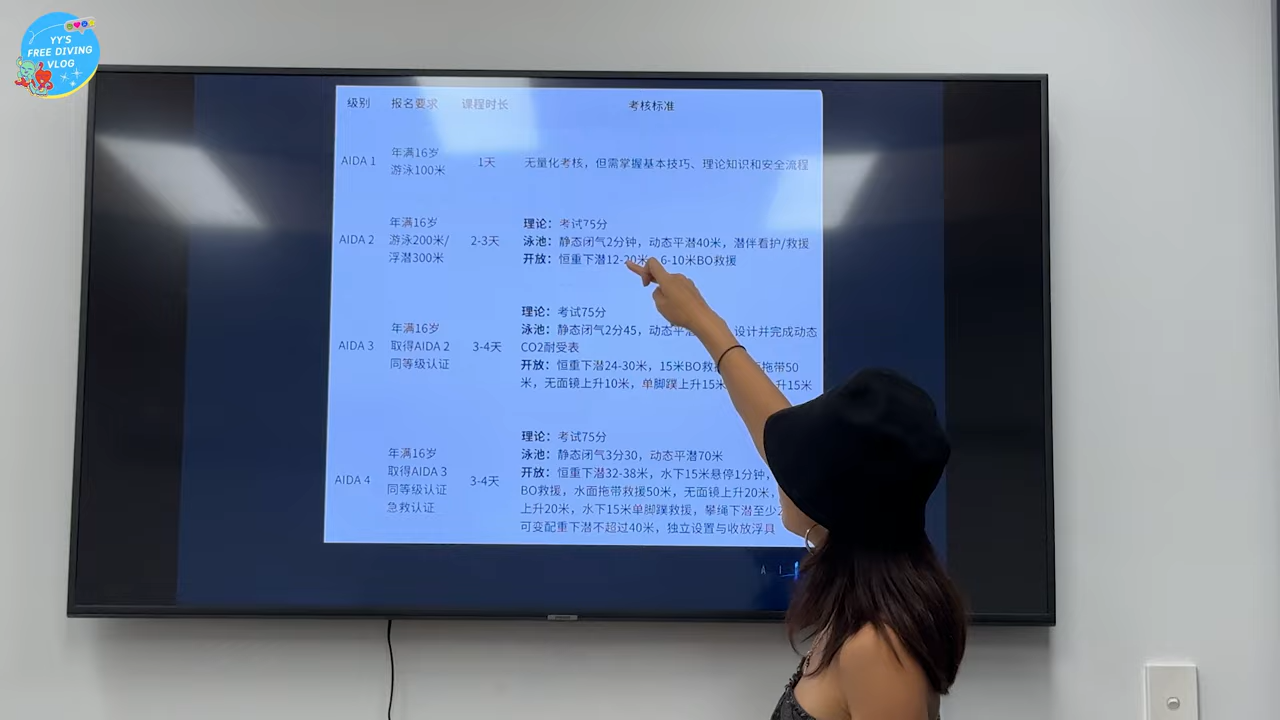 YY'S
FREE DIVING
VLOG
级别 报名要求 课程时长 考核标准
AIDA 1
年满16岁
游泳100米
1天
无量化考核，但需掌握基本技巧、理论知识和安全流程
AIDA 2
年满16岁
游泳200米/
浮潜300米
2-3天
理论：考试75分
泳池：静态闭气2分钟，动态平潜40米，潜伴看护/救援
开放：恒重下潜12-20米，6-10米BO救援
AIDA 3
年满16岁
取得AIDA 2
同等级认证
3-4天
理论：考试75分
泳池：静态闭气2分45，动态平 设计并完成动态
CO2耐受表
开放：恒重下潜24-30米，15米BO救 拖带50
米，无面镜上升10米，单脚蹼上升15米 升15米
AIDA 4
年满16岁
取得AIDA 3
同等级认证
急救认证
3-4天
理论：考试75分
泳池：静态闭气3分30，动态平潜70米
开放：恒重下潜32-38米，水下15米悬停1分钟，
BO救援，水面拖带救援50米，无面镜上升20米，
上升20米，水下15米单脚蹼救援，攀绳下潜至少
可变配重下潜不超过40米，独立设置与收放浮具